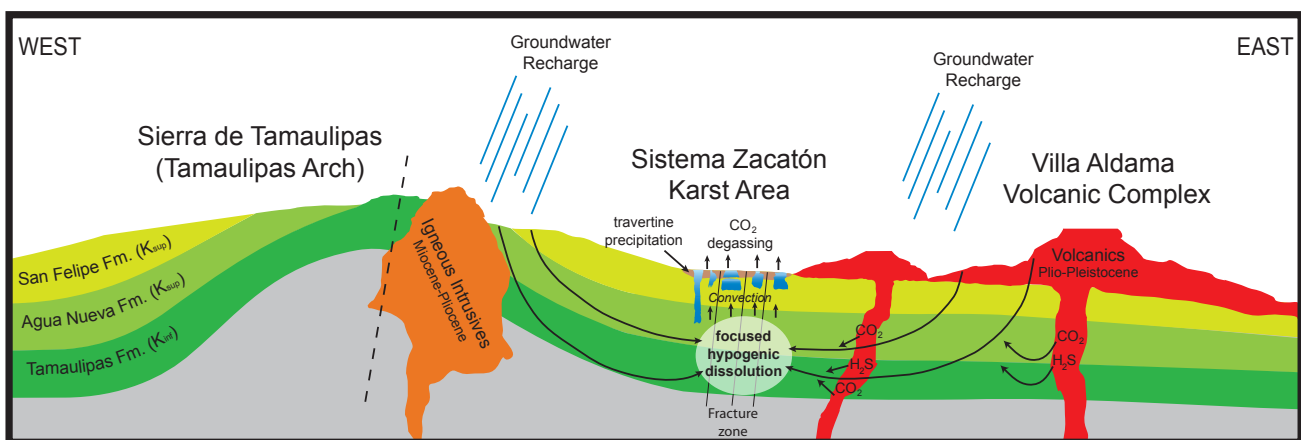 WEST
EAST
Groundwater
Recharge
Groundwater
Recharge
Sierra de Tamaulipas
(Tamaulipas Arch)
Sistema Zacatón
Karst Area
Villa Aldama
Volcanic Complex
travertine
precipitation
CO₂
degassing
Igneous Intrusives
Miocene-Pliocene
Volcanics
Plio-Pleistocene
San Felipe Fm. (Ksup)
Agua Nueva Fm. (Ksup)
Tamaulipas Fm. (Kinf)
Convection
focused
hypogenic
dissolution
CO₂
H₂S
CO₂
CO₂
H₂S
Fracture
zone